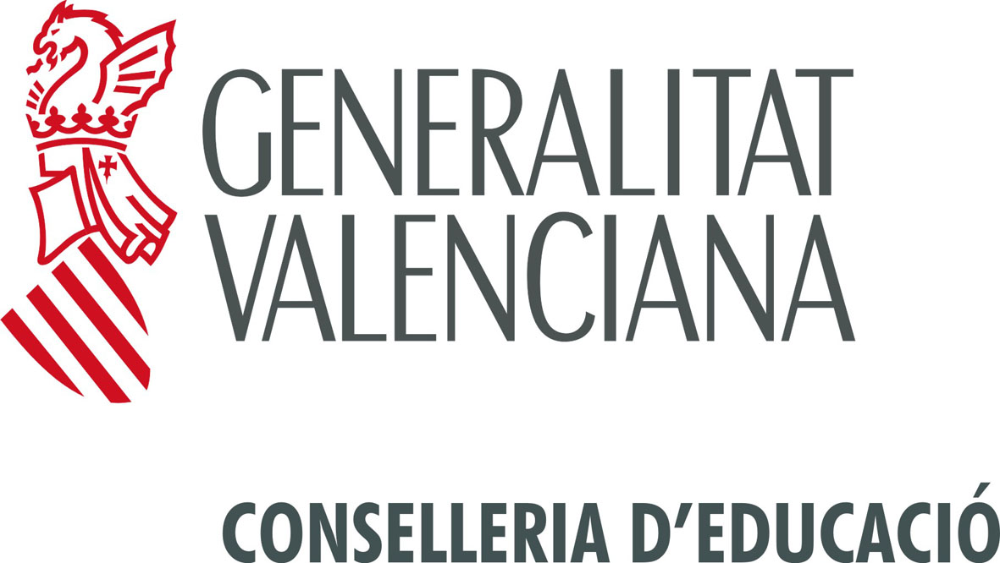 GENERALITAT
VALENCIANA
CONSELLERIA D’EDUCACIÓ